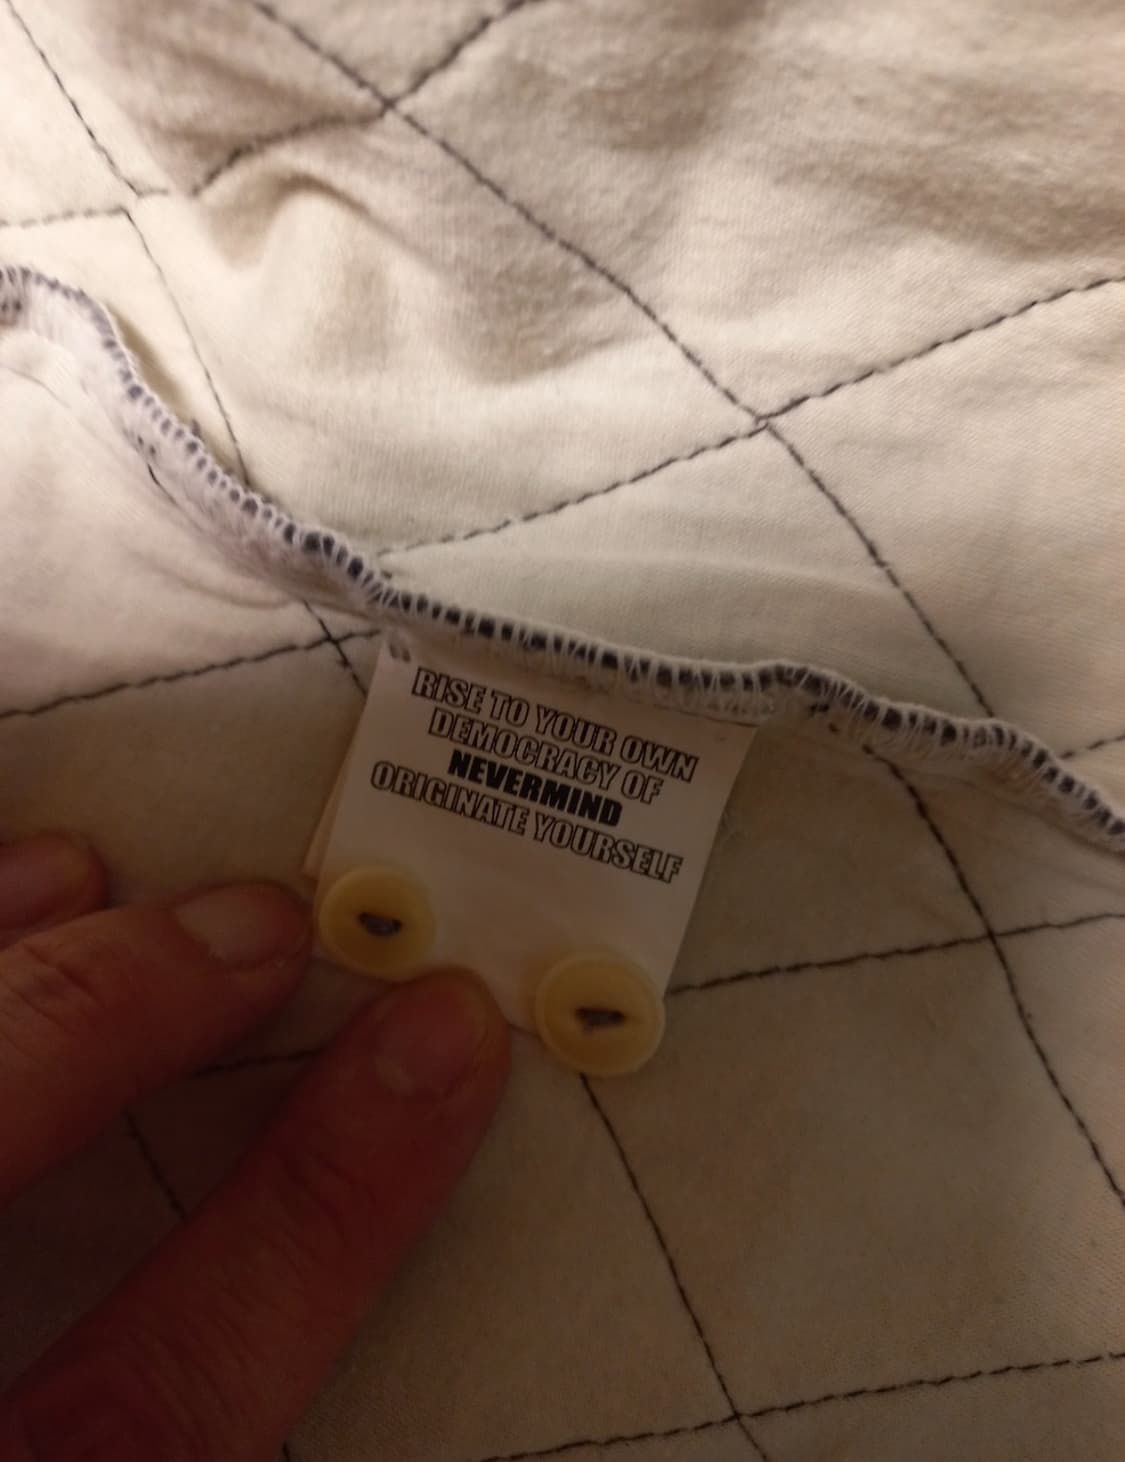 RISE TO YOUR OWN
DEMOCRACY OF
NEVERMIND
ORIGINATE YOURSELF